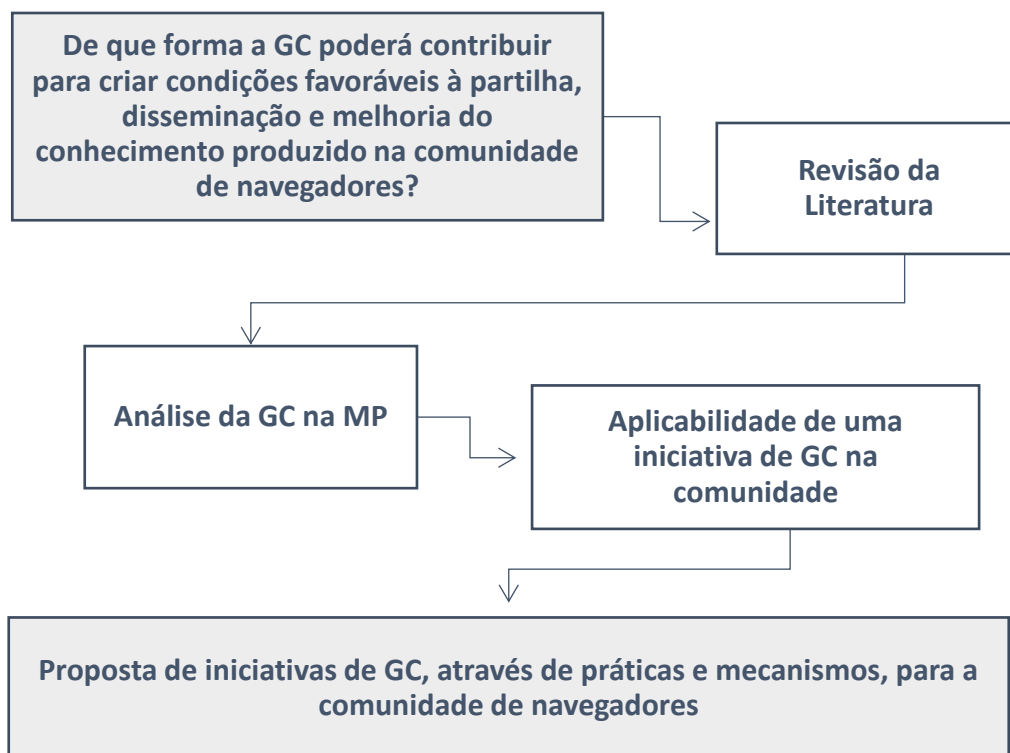 De que forma a GC poderá contribuir
para criar condições favoráveis à partilha,
disseminação e melhoria do
conhecimento produzido na comunidade
de navegadores?
Revisão da
Literatura
Análise da GC na MP
Aplicabilidade de uma
iniciativa de GC na
comunidade
Proposta de iniciativas de GC, através de práticas e mecanismos, para a
comunidade de navegadores